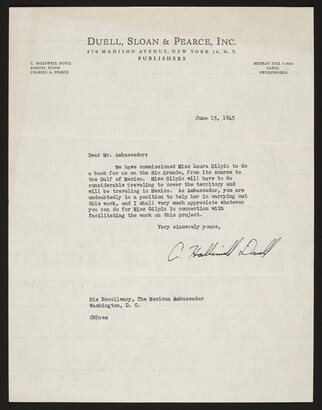 DUELL, SLOAN & PEARCE, INC.
270 MADISON AVENUE, NEW YORK 16, N. Y.
PUBLISHERS
C. HALLIWELL DUELL
SAMUEL SLOAN
CHARLES A. PEARCE
MURRAY HILL
CABLE:
June 15, 1945
Dear Mr. Ambassador:
We have commissioned Miss Laura Gilpin to do
a book for us on the Rio Grande, from its source to
the Gulf of Mexico. Miss Gilpin will have to do
considerable traveling to cover the territory and
will be traveling in Mexico. As Ambassador, you are
undoubtedly in a position to help her in carrying out
this work, and I shall very much appreciate whatever
you can do for Miss Gilpin in connection with
facilitating the work on this project.
Very sincerely yours,
C. Halliwell Duell
His Excellency, The Mexican Ambassador
Washington, D. C.